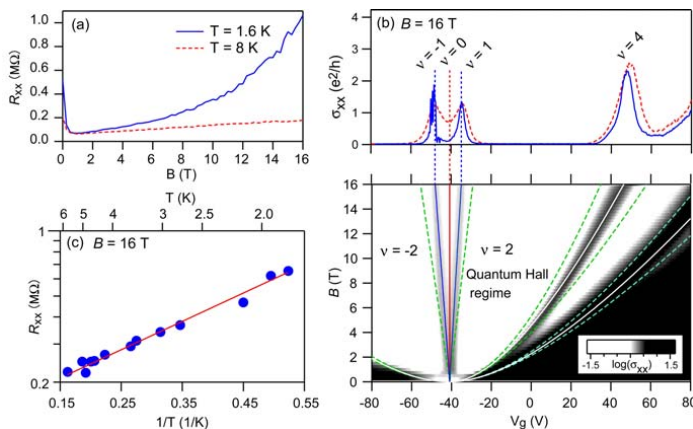 (a)
T = 1.6 K
T = 8 K
Rxx (MΩ)
1.0
0.8
0.6
0.4
0.2
0.0
0 2 4 6 8 10 12 14 16
B (T)
T (K)
6 5 4 3 2.0
(c) B = 16 T
Rxx (MΩ)
1
0.2
0.15 0.25 0.35 0.45 0.55
1/T (1/K)
(b) B = 16 T
ν = -1
ν = 0
ν = 1
ν = 4
σxx (e2/h)
3
2
1
0
ν = -2
ν = 2
Quantum Hall
regime
B (T)
16
14
12
10
8
6
4
2
0
-1.5 1.5
log(σxx)
-80 -60 -40 -20 0 20 40 60 80
Vg (V)